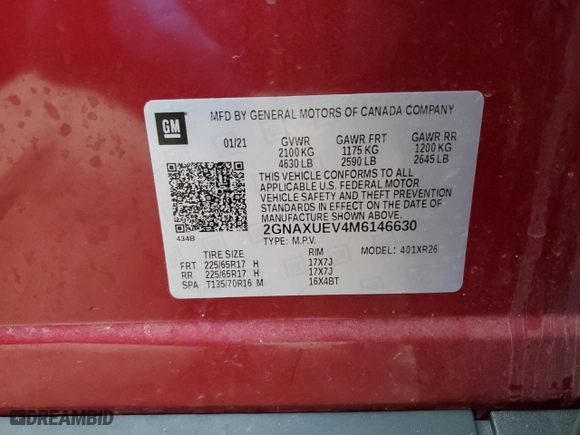 GM
MFD BY GENERAL MOTORS OF CANADA COMPANY
01/21 GVWR GAWR FRT GAWR RR
2100 KG 1175 KG 1200 KG
4630 LB 2590 LB 2645 LB
THIS VEHICLE CONFORMS TO ALL
APPLICABLE U.S. FEDERAL MOTOR
VEHICLE SAFETY AND THEFT PREVENTION
STANDARDS IN EFFECT ON THE DATE OF
MANUFACTURE SHOWN ABOVE.
2GNAXUEV4M6146630
434B TYPE: M.P.V.
TIRE SIZE RIM MODEL: 401XR26
FRT 225/65R17 H 17X7J
RR 225/65R17 H 17X7J
SPA T135/70R16 M 16X4BT
DREAMBID